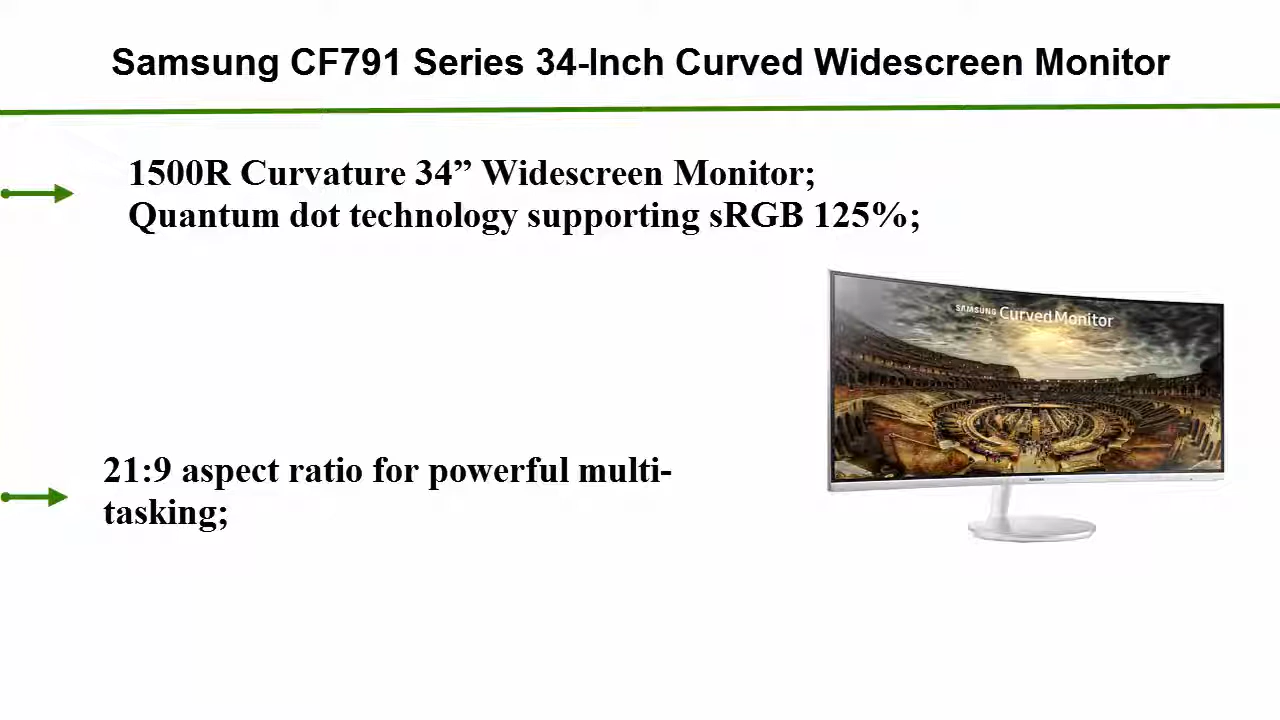 Samsung CF791 Series 34-Inch Curved Widescreen Monitor
1500R Curvature 34” Widescreen Monitor;
Quantum dot technology supporting sRGB 125%;
SAMSUNG Curved Monitor
21:9 aspect ratio for powerful multi-
tasking;
SAMSUNG